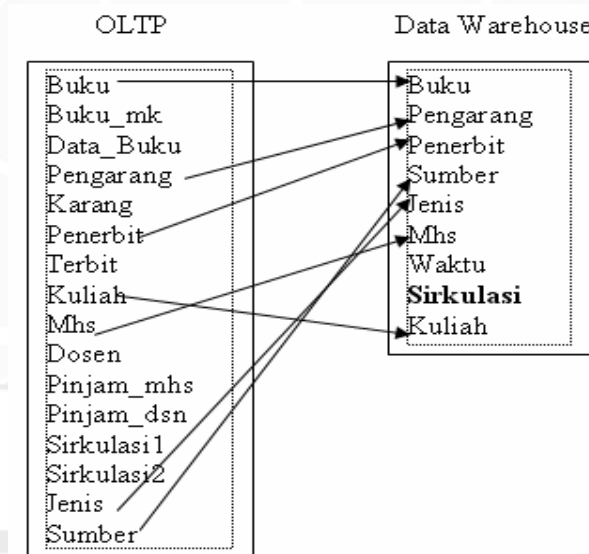 OLTP
Data Warehouse
Buku
Buku_mk
Data_Buku
Pengarang
Karang
Penerbit
Terbit
Kuliah
Mhs
Dosen
Pinjam_mhs
Pinjam_dsn
Sirkulasi1
Sirkulasi2
Jenis
Sumber
Buku
Pengarang
Penerbit
Sumber
Jenis
Mhs
Waktu
Sirkulasi
Kuliah